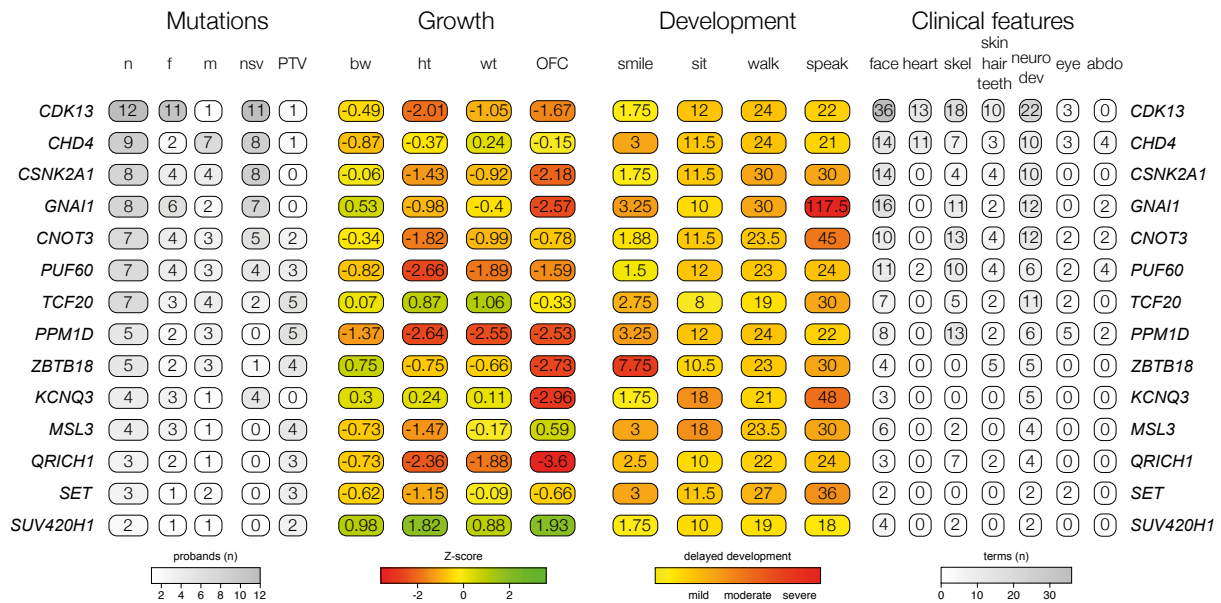 Mutations Growth Development Clinical features
n f m nsv PTV bw ht wt OFC smile sit walk speak face heart skel skin hair teeth neuro dev eye abdo
CDK13 12 11 1 11 1 -0.49 -2.01 -1.05 -1.67 1.75 12 24 22 36 13 18 10 22 3 0 CDK13
CHD4 9 2 7 8 1 -0.87 -0.37 0.24 -0.15 3 11.5 24 21 14 11 7 3 10 3 4 CHD4
CSNK2A1 8 4 4 8 0 -0.06 -1.43 -0.92 -2.18 1.75 11.5 30 30 14 0 4 4 10 0 0 CSNK2A1
GNAI1 8 6 2 7 0 0.53 -0.98 -0.4 -2.57 3.25 10 30 117.5 16 0 11 2 12 0 2 GNAI1
CNOT3 7 4 3 5 2 -0.34 -1.82 -0.99 -0.78 1.88 11.5 23.5 45 10 0 13 4 12 2 2 CNOT3
PUF60 7 4 3 4 3 -0.82 -2.66 -1.89 -1.59 1.5 12 23 24 11 2 10 4 6 2 4 PUF60
TCF20 7 3 4 2 5 0.07 0.87 1.06 -0.33 2.75 8 19 30 7 0 5 2 11 2 0 TCF20
PPM1D 5 2 3 0 5 -1.37 -2.64 -2.55 -2.53 3.25 12 24 22 8 0 13 2 6 5 2 PPM1D
ZBTB18 5 2 3 1 4 0.75 -0.75 -0.66 -2.73 7.75 10.5 23 30 4 0 0 5 5 0 0 ZBTB18
KCNQ3 4 3 1 4 0 0.3 0.24 0.11 -2.96 1.75 18 21 48 3 0 0 0 5 0 0 KCNQ3
MSL3 4 3 1 0 4 -0.73 -1.47 -0.17 0.59 3 18 23.5 30 6 0 2 0 4 0 0 MSL3
QRICH1 3 2 1 0 3 -0.73 -2.36 -1.88 -3.6 2.5 10 22 24 3 0 7 2 4 0 0 QRICH1
SET 3 1 2 0 3 -0.62 -1.15 -0.09 -0.66 3 11.5 27 36 2 0 0 0 2 2 0 SET
SUV420H1 2 1 1 0 2 0.98 1.82 0.88 1.93 1.75 10 19 18 4 0 2 0 2 0 0 SUV420H1
probands (n) Z-score delayed development terms (n)
2 4 6 8 10 12 -2 0 2 mild moderate severe 0 10 20 30